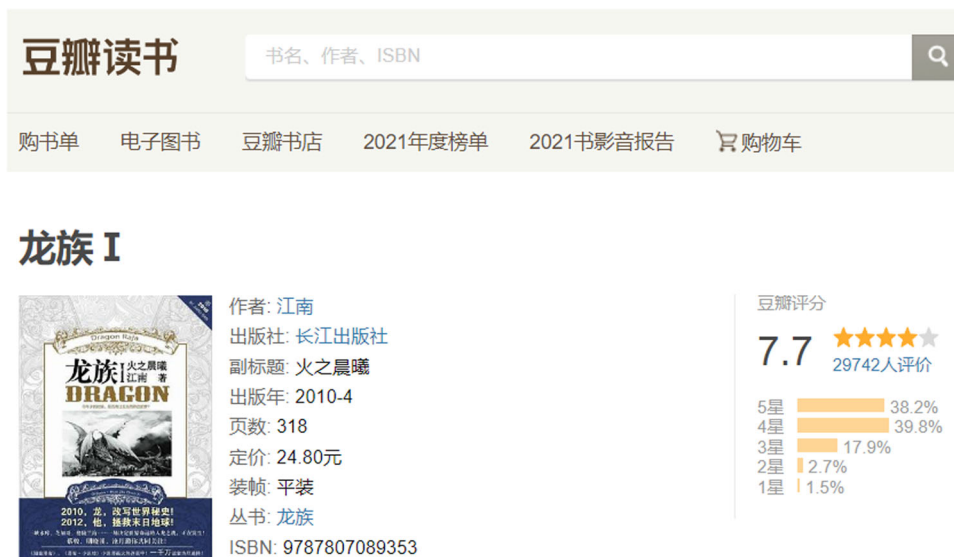 豆瓣读书
书名、作者、ISBN
购书单 电子图书 豆瓣书店 2021年度榜单 2021书影音报告 购物车
龙族 I
Dragon Raja
龙族I 火之晨曦
江南 著
DRAGON
2010，龙，改写世界秘史！
2012，他，拯救末日地球！
作者: 江南
出版社: 长江出版社
副标题: 火之晨曦
出版年: 2010-4
页数: 318
定价: 24.80元
装帧: 平装
丛书: 龙族
ISBN: 9787807089353
豆瓣评分
7.7
29742人评价
5星 38.2%
4星 39.8%
3星 17.9%
2星 2.7%
1星 1.5%